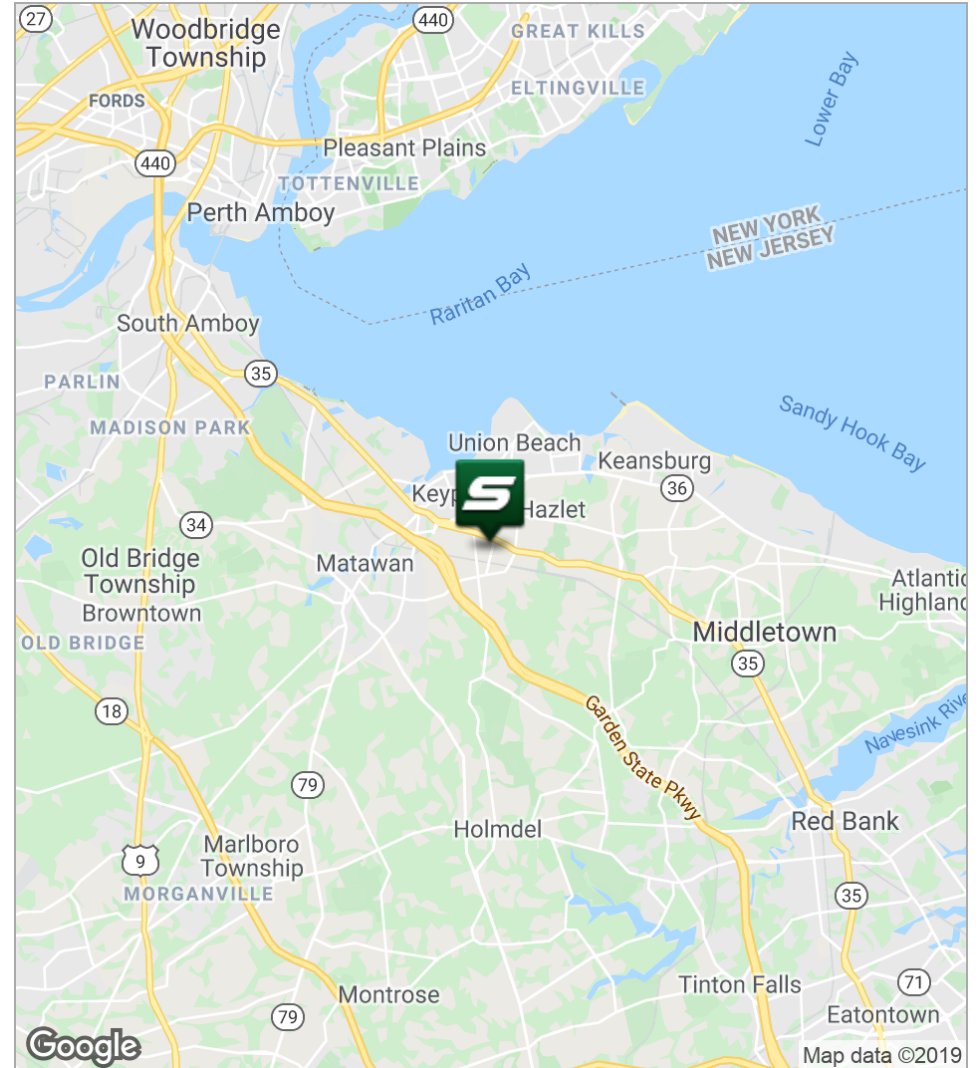 27
Woodbridge
Township
440
GREAT KILLS
ELTINGVILLE
Lower Bay
FORDS
Pleasant Plains
440
TOTTENVILLE
Perth Amboy
NEW YORK
NEW JERSEY
Raritan Bay
South Amboy
35
PARLIN
MADISON PARK
Sandy Hook Bay
Union Beach
Keansburg
36
Keyp
S
Hazlet
34
Old Bridge
Township
Browntown
Matawan
Atlantic
Highland
OLD BRIDGE
Middletown
35
18
Garden State Pkwy
Navesink Rive
79
Holmdel
Red Bank
Marlboro
Township
9
MORGANVILLE
35
Montrose
Tinton Falls
71
79
Eatontown
Google
Map data ©2019